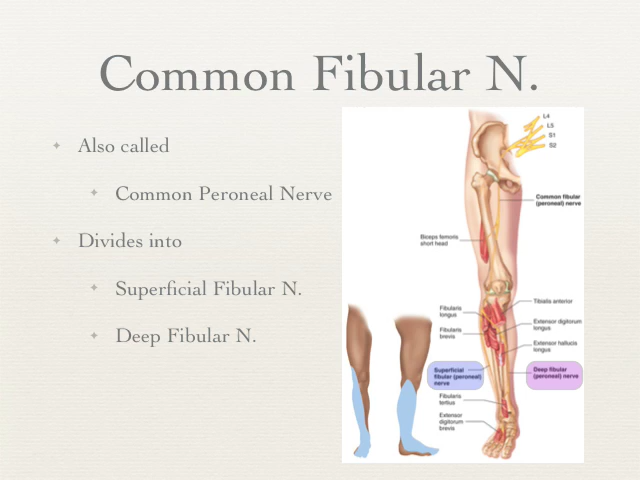 Common Fibular N.
Also called
Common Peroneal Nerve
Divides into
Superficial Fibular N.
Deep Fibular N.
L4
L5
S1
S2
Common fibular
(peroneal) nerve
Biceps femoris
short head
Fibularis
longus
Fibularis
brevis
Superficial
fibular (peroneal)
nerve
Fibularis
tertius
Extensor
digitorum
brevis
Tibialis anterior
Extensor digitorum
longus
Extensor hallucis
longus
Deep fibular
(peroneal) nerve